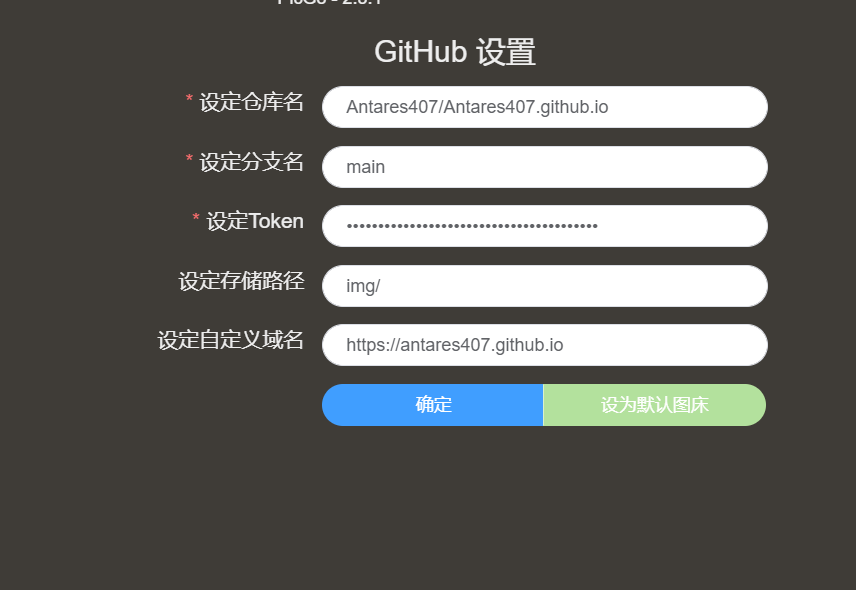 GitHub 设置
* 设定仓库名 Antares407/Antares407.github.io
* 设定分支名 main
* 设定Token ••••••••••••••••••••••••••••••••••••••••
设定存储路径 img/
设定自定义域名 https://antares407.github.io
确定 设为默认图床